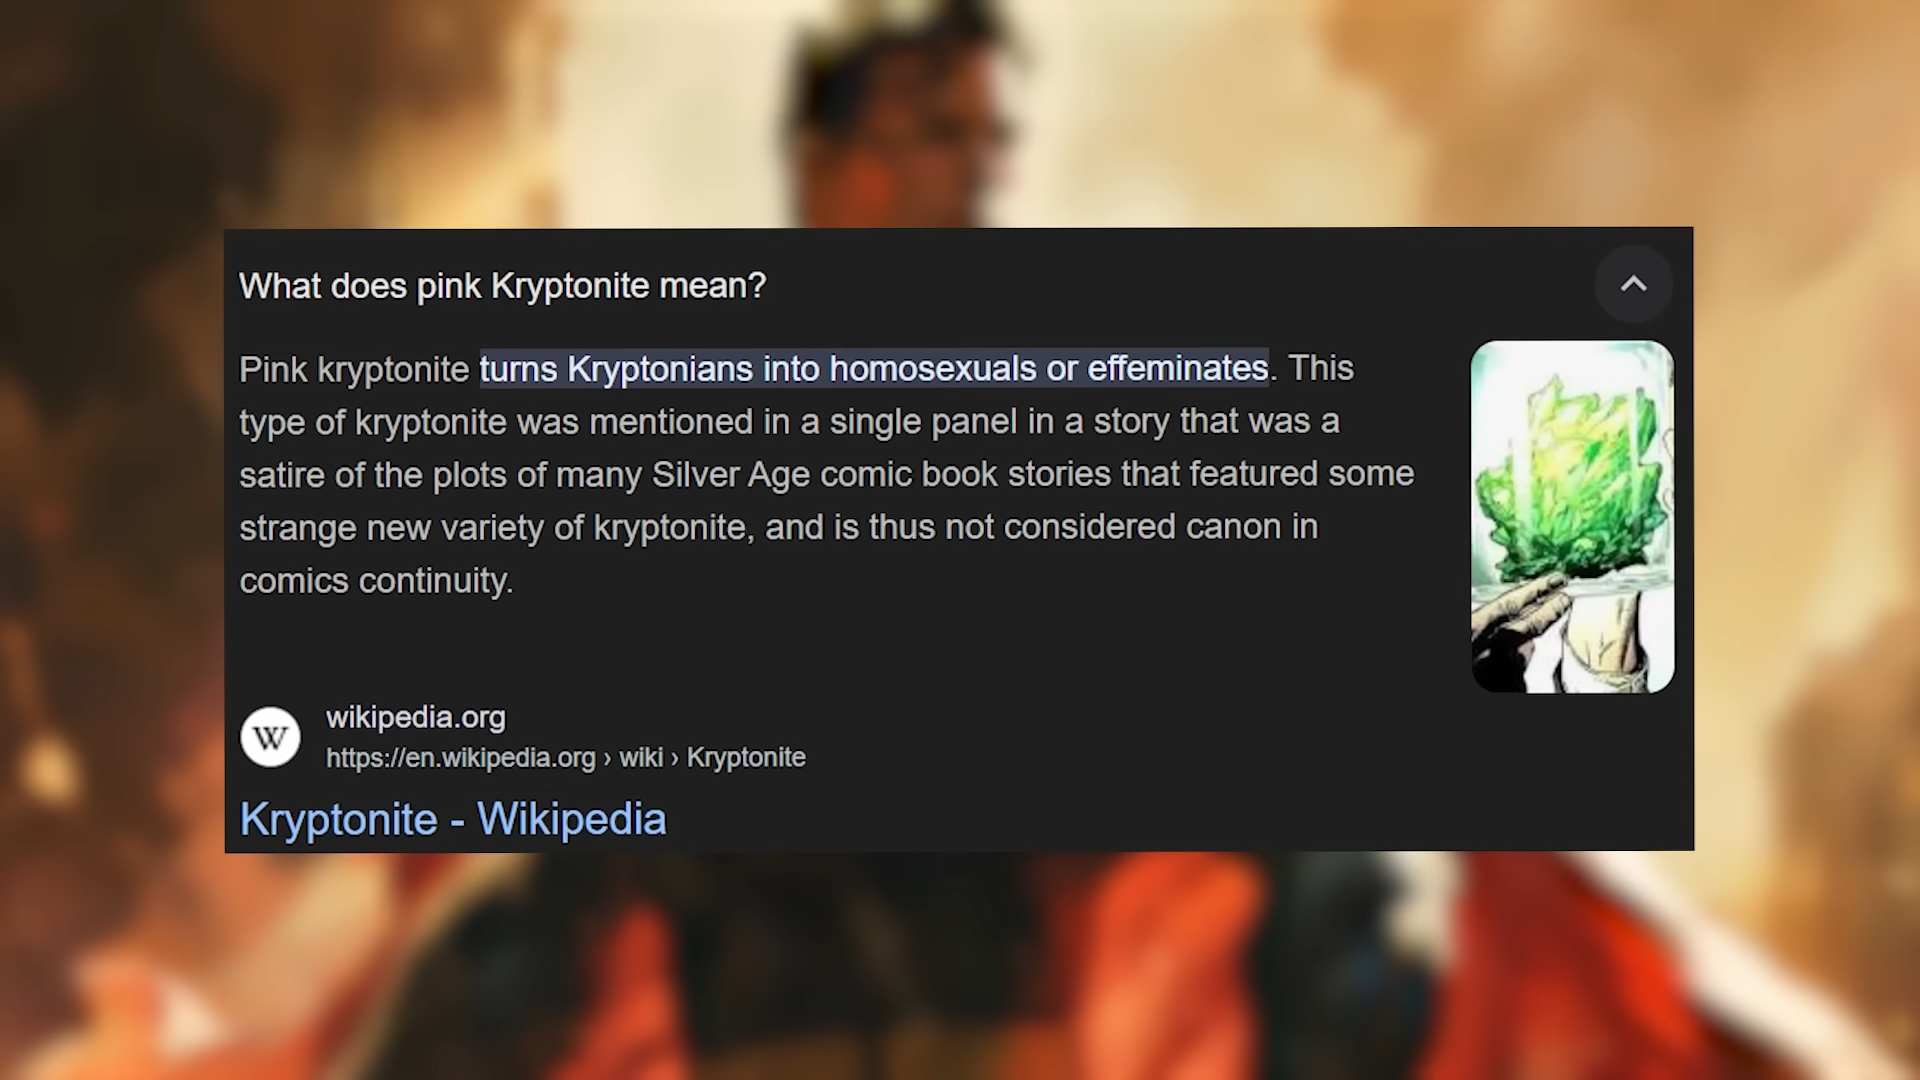 What does pink Kryptonite mean?
Pink kryptonite turns Kryptonians into homosexuals or effeminates. This
type of kryptonite was mentioned in a single panel in a story that was a
satire of the plots of many Silver Age comic book stories that featured some
strange new variety of kryptonite, and is thus not considered canon in
comics continuity.
W
wikipedia.org
https://en.wikipedia.org › wiki › Kryptonite
Kryptonite - Wikipedia